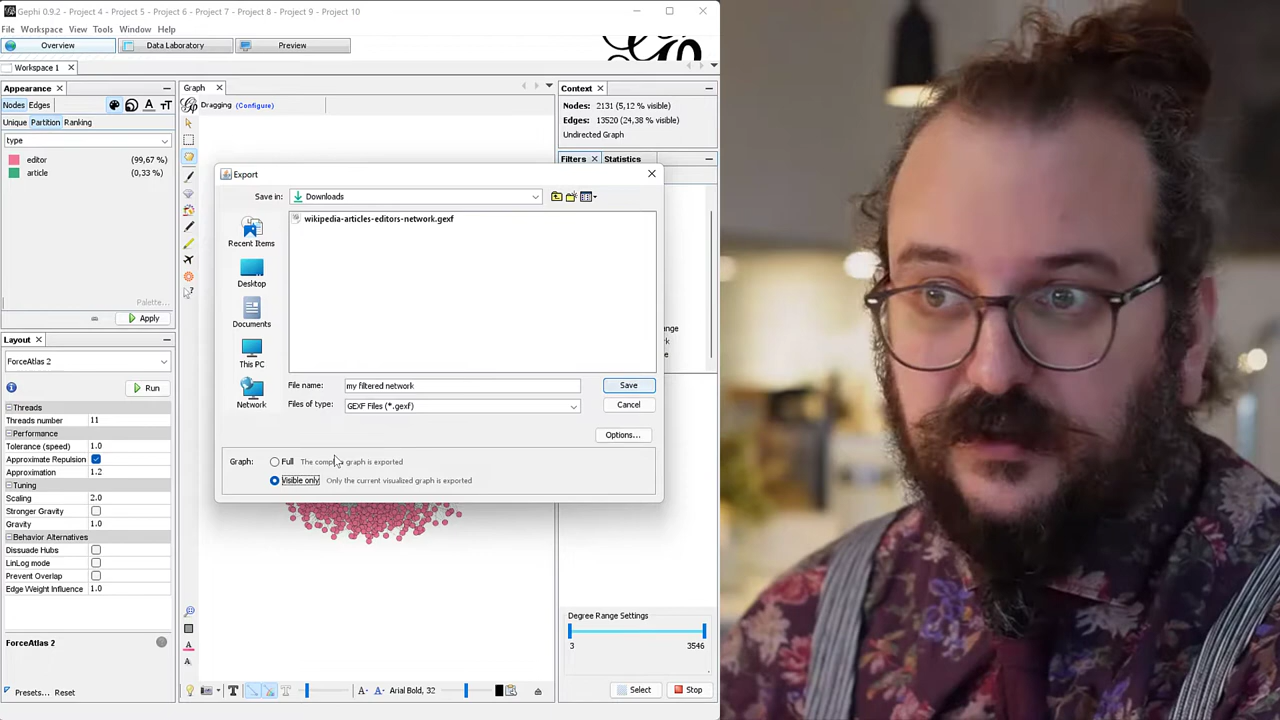 Gephi 0.9.2 - Project 4 - Project 5 - Project 6 - Project 7 - Project 8 - Project 9 - Project 10
File Workspace View Tools Window Help
Overview Data Laboratory Preview
Workspace 1
Appearance
Nodes Edges
Unique Partition Ranking
type
editor (99,67 %)
article (0,33 %)
Palette...
Apply
Layout
ForceAtlas 2
Run
Threads
Threads number 11
Performance
Tolerance (speed) 1.0
Approximate Repulsion
Approximation 1.2
Tuning
Scaling 2.0
Stronger Gravity
Gravity 1.0
Behavior Alternatives
Dissuade Hubs
LinLog mode
Prevent Overlap
Edge Weight Influence 1.0
ForceAtlas 2
Presets... Reset
Graph
Dragging (Configure)
Export
Save in: Downloads
wikipedia-articles-editors-network.gexf
Recent Items
Desktop
Documents
This PC
Network
File name: my filtered network
Save
Files of type: GEXF Files (*.gexf)
Cancel
Options...
Graph: Full The graph is exported
Visible only Only the current visualized graph is exported
T A- A- Arial Bold, 32
Context
Nodes: 2131 (5,12 % visible)
Edges: 13520 (24,38 % visible)
Undirected Graph
Filters Statistics
Degree Range Settings
3 3546
Select Stop